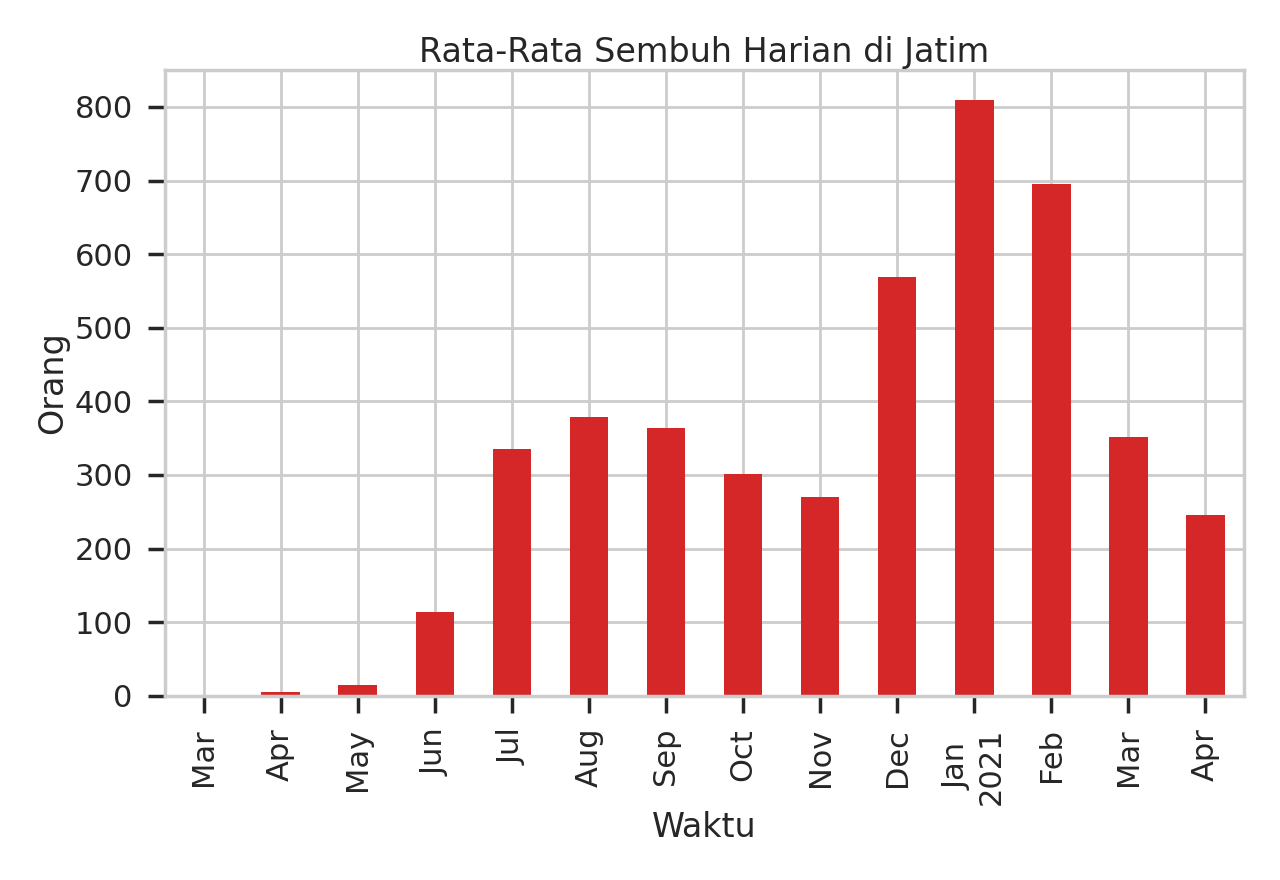 Rata-Rata Sembuh Harian di Jatim
800
700
600
500
400
300
200
100
0
Orang
Mar
Apr
May
Jun
Jul
Aug
Sep
Oct
Nov
Dec
Jan
2021
Feb
Mar
Apr
Waktu